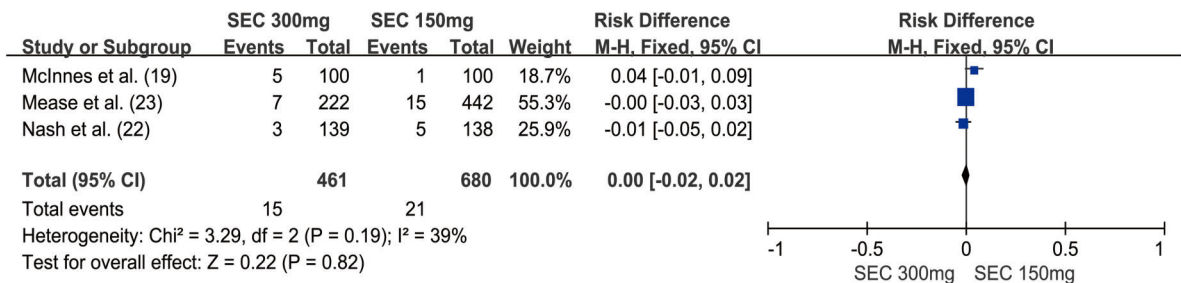 SEC 300mg SEC 150mg Risk Difference Risk Difference
Study or Subgroup Events Total Events Total Weight M-H, Fixed, 95% CI M-H, Fixed, 95% CI
McInnes et al. (19) 5 100 1 100 18.7% 0.04 [-0.01, 0.09]
Mease et al. (23) 7 222 15 442 55.3% -0.00 [-0.03, 0.03]
Nash et al. (22) 3 139 5 138 25.9% -0.01 [-0.05, 0.02]
Total (95% CI) 461 680 100.0% 0.00 [-0.02, 0.02]
Total events 15 21
Heterogeneity: Chi² = 3.29, df = 2 (P = 0.19); I² = 39%
Test for overall effect: Z = 0.22 (P = 0.82)
-1 -0.5 0 0.5 1
SEC 300mg SEC 150mg